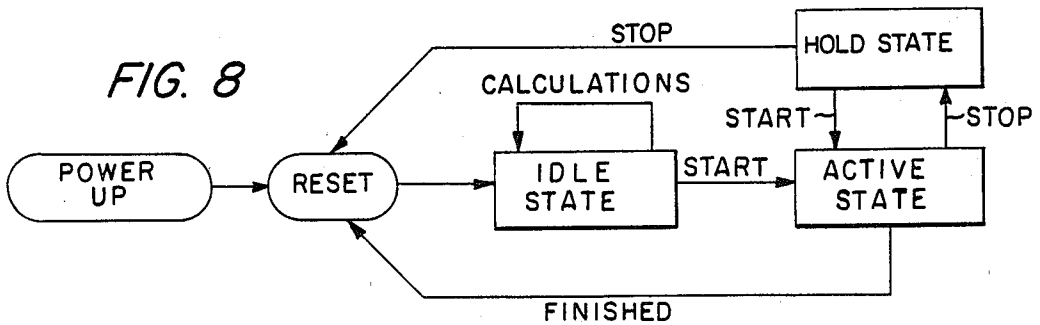 FIG. 8
STOP
HOLD STATE
CALCULATIONS
START
STOP
POWER
UP
RESET
IDLE
STATE
START
ACTIVE
STATE
FINISHED